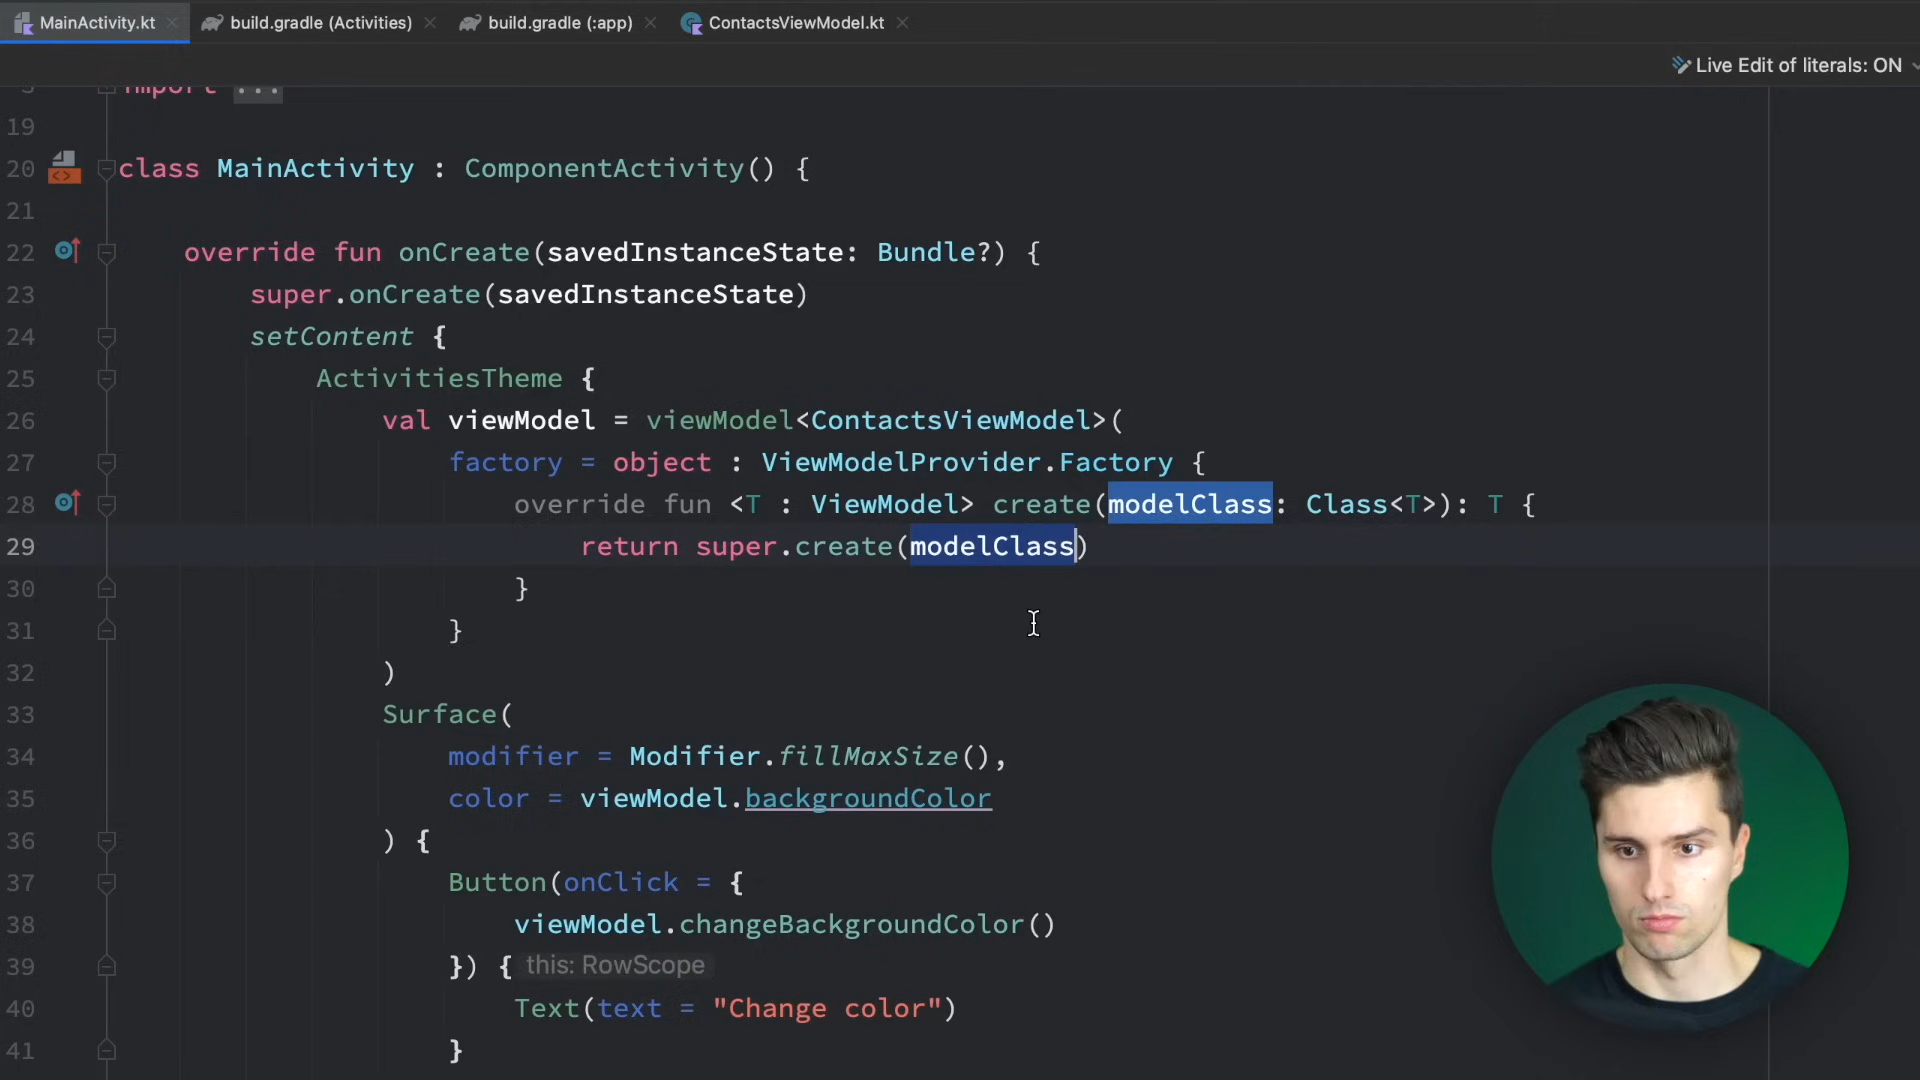 MainActivity.kt build.gradle (Activities) build.gradle (:app) ContactsViewModel.kt
Live Edit of literals: ON
3 import ...
19
20 class MainActivity : ComponentActivity() {
21
22 override fun onCreate(savedInstanceState: Bundle?) {
23 super.onCreate(savedInstanceState)
24 setContent {
25 ActivitiesTheme {
26 val viewModel = viewModel<ContactsViewModel>(
27 factory = object : ViewModelProvider.Factory {
28 override fun <T : ViewModel> create(modelClass: Class<T>): T {
29 return super.create(modelClass)
30 }
31 }
32 )
33 Surface(
34 modifier = Modifier.fillMaxSize(),
35 color = viewModel.backgroundColor
36 ) {
37 Button(onClick = {
38 viewModel.changeBackgroundColor()
39 }) { this: RowScope
40 Text(text = "Change color")
41 }